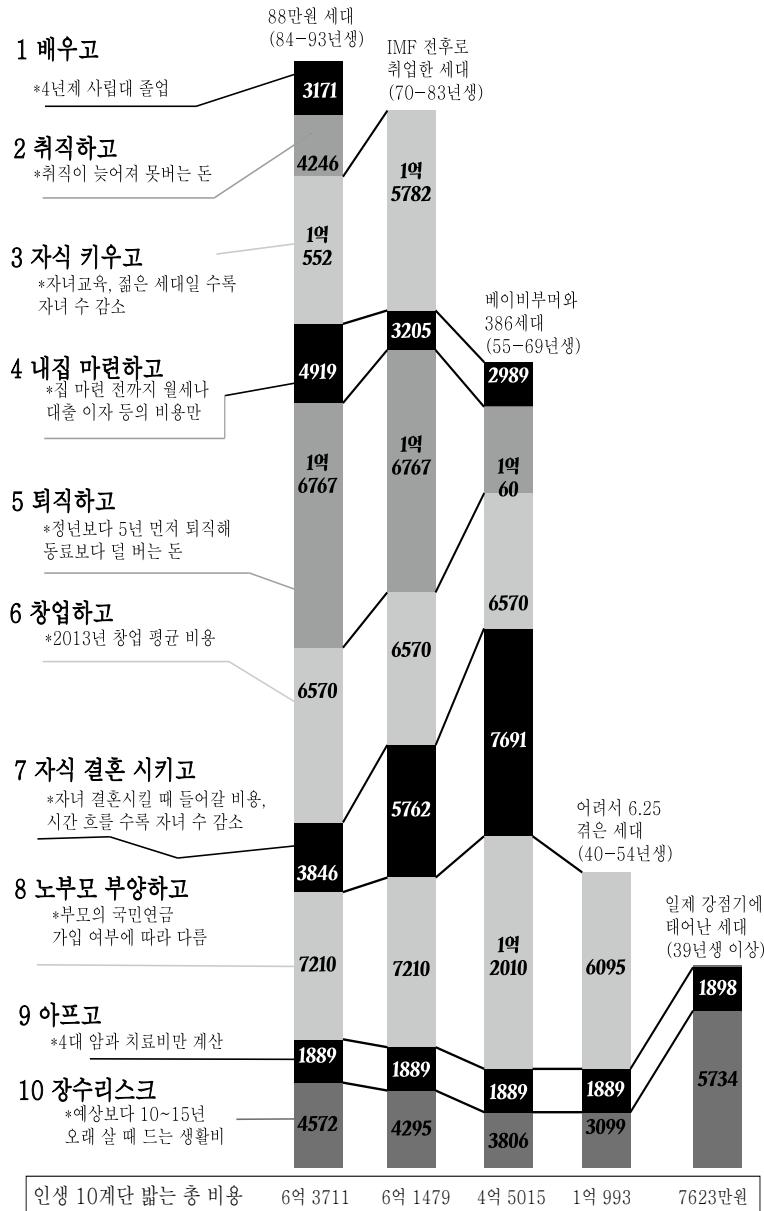 88만원 세대
(84-93년생)
IMF 전후로
취업한 세대
(70-83년생)
베이비부머와
386세대
(55-69년생)
어려서 6.25
겪은 세대
(40-54년생)
일제 강점기에
태어난 세대
(39년생 이상)
1 배우고
*4년제 사립대 졸업
3171
2 취직하고
*취직이 늦어져 못버는 돈
4246
3 자식 키우고
*자녀교육, 젊은 세대일 수록
자녀 수 감소
1억
552
1억
5782
4 내집 마련하고
*집 마련 전까지 월세나
대출 이자 등의 비용만
4919
3205
2989
5 퇴직하고
*정년보다 5년 먼저 퇴직해
동료보다 덜 버는 돈
1억
6767
1억
6767
1억
60
6 창업하고
*2013년 창업 평균 비용
6570
6570
6570
7 자식 결혼 시키고
*자녀 결혼시킬 때 들어갈 비용,
시간 흐를 수록 자녀 수 감소
3846
5762
7691
8 노부모 부양하고
*부모의 국민연금
가입 여부에 따라 다름
7210
7210
1억
2010
6095
9 아프고
*4대 암과 치료비만 계산
1889
1889
1889
1889
1898
10 장수리스크
*예상보다 10~15년
오래 살 때 드는 생활비
4572
4295
3806
3099
5734
인생 10계단 밟는 총 비용 6억 3711 6억 1479 4억 5015 1억 993 7623만원